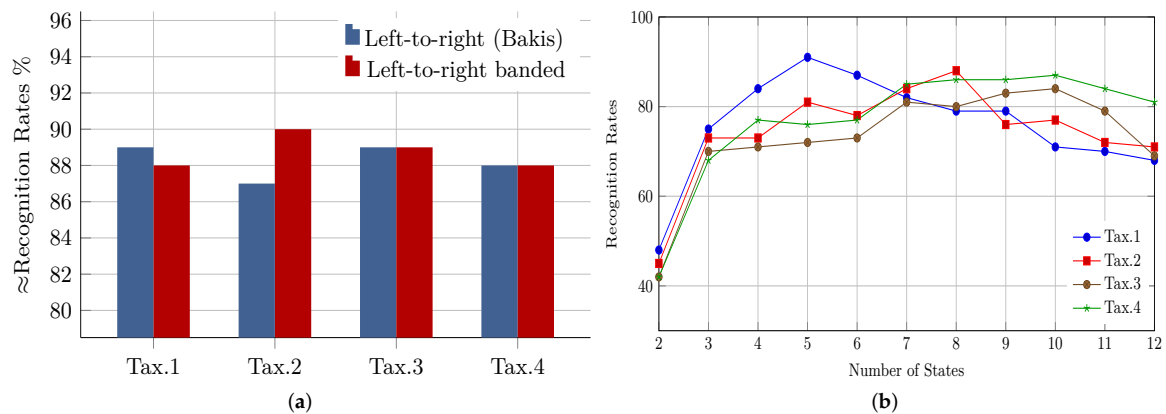 96
94
92
90
88
86
84
82
80
≈Recognition Rates %
Left-to-right (Bakis)
Left-to-right banded
Tax.1 Tax.2 Tax.3 Tax.4
(a)
100
80
60
40
Recognition Rates
Tax.1
Tax.2
Tax.3
Tax.4
2 3 4 5 6 7 8 9 10 11 12
Number of States
(b)